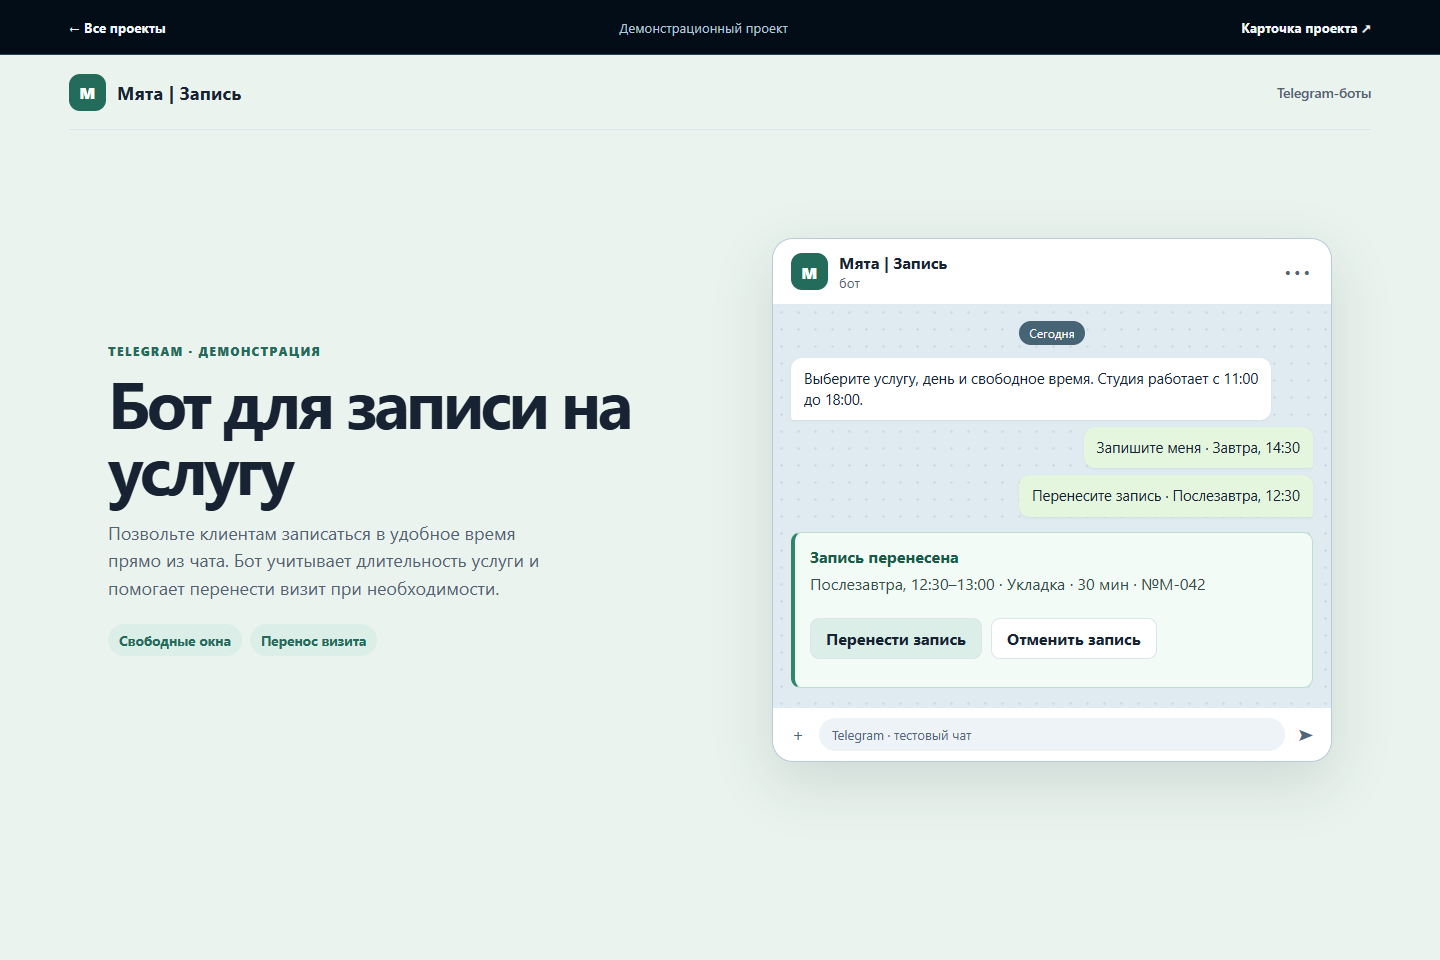 ← Все проекты
Демонстрационный проект
Карточка проекта ↗
М
Мята | Запись
Telegram-боты
TELEGRAM · ДЕМОНСТРАЦИЯ
Бот для записи на
услугу
Позвольте клиентам записаться в удобное время
прямо из чата. Бот учитывает длительность услуги и
помогает перенести визит при необходимости.
Свободные окна
Перенос визита
М
Мята | Запись
бот
Сегодня
Выберите услугу, день и свободное время. Студия работает с 11:00
до 18:00.
Запишите меня · Завтра, 14:30
Перенесите запись · Послезавтра, 12:30
Запись перенесена
Послезавтра, 12:30–13:00 · Укладка · 30 мин · №М-042
Перенести запись
Отменить запись
+
Telegram · тестовый чат